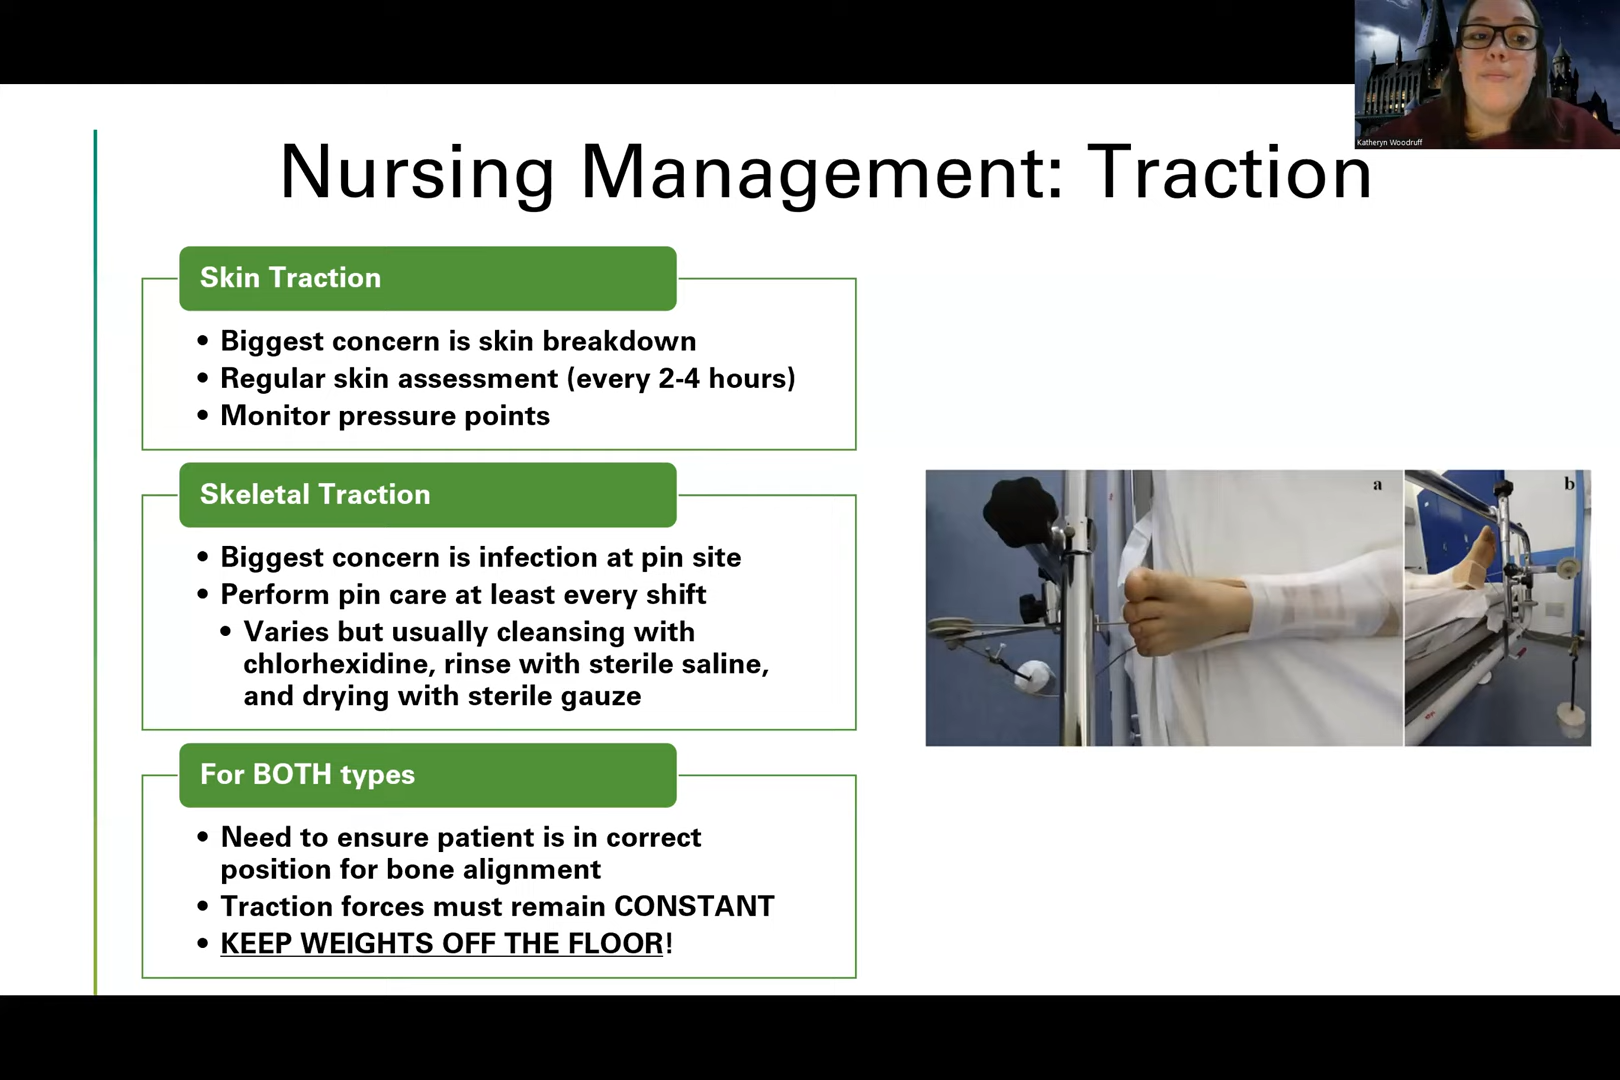 Katheryn Woodruff
Nursing Management: Traction
Skin Traction
• Biggest concern is skin breakdown
• Regular skin assessment (every 2-4 hours)
• Monitor pressure points
Skeletal Traction
• Biggest concern is infection at pin site
• Perform pin care at least every shift
• Varies but usually cleansing with
chlorhexidine, rinse with sterile saline,
and drying with sterile gauze
For BOTH types
• Need to ensure patient is in correct
position for bone alignment
• Traction forces must remain CONSTANT
• KEEP WEIGHTS OFF THE FLOOR!
a
b